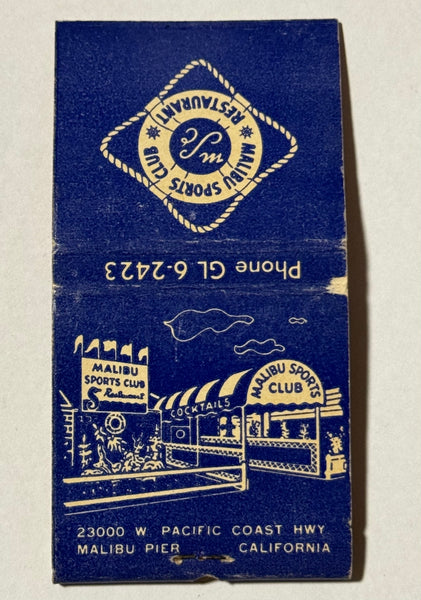 MALIBU SPORTS CLUB
RESTAURANT
MSC
Phone GL 6-2423
MALIBU
SPORTS CLUB
Restaurant
COCKTAILS
MALIBU SPORTS
CLUB
23000 W PACIFIC COAST HWY
MALIBU PIER CALIFORNIA